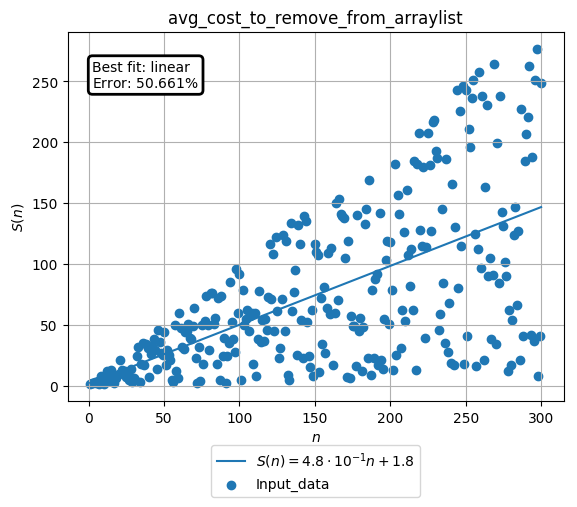 avg_cost_to_remove_from_arraylist
Best fit: linear
Error: 50.661%
S(n)
250
200
150
100
50
0
0 50 100 150 200 250 300
n
S(n) = 4.8 · 10⁻¹n + 1.8
Input_data